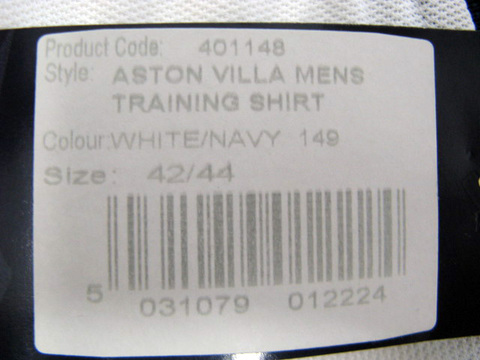 Product Code: 401148
Style: ASTON VILLA MENS
TRAINING SHIRT
Colour:WHITE/NAVY 149
Size: 42/44
5 031079 012224